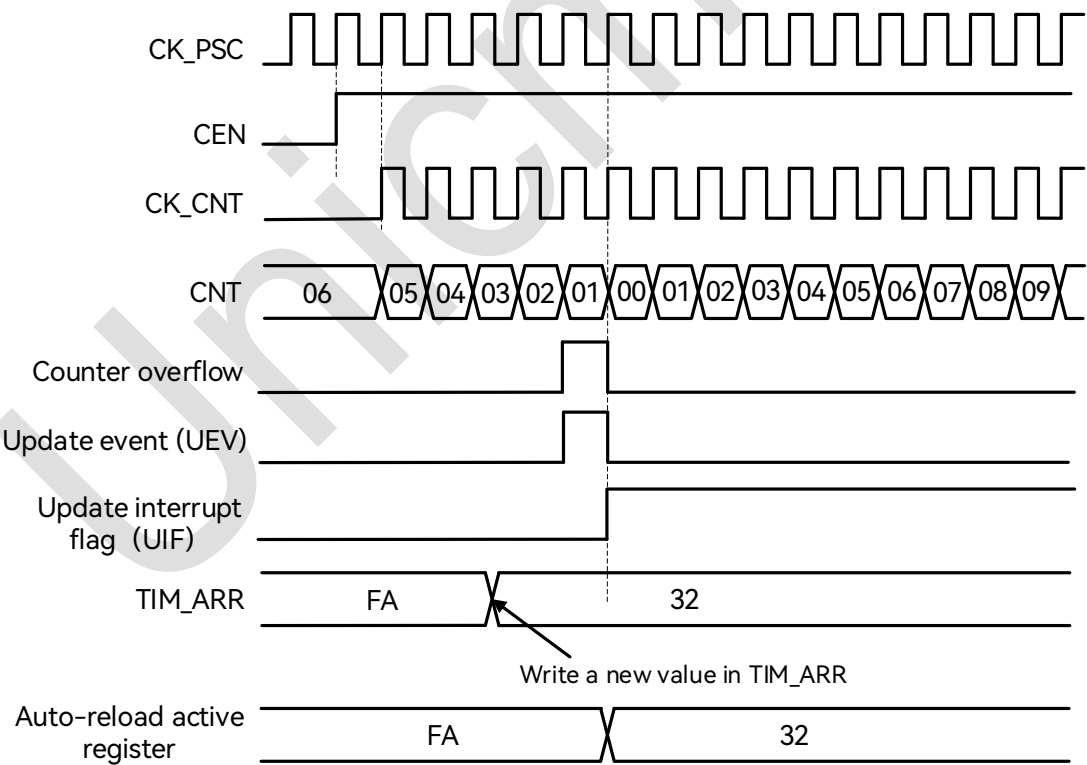 CK_PSC
CEN
CK_CNT
CNT 06 05 04 03 02 01 00 01 02 03 04 05 06 07 08 09
Counter overflow
Update event (UEV)
Update interrupt
flag (UIF)
TIM_ARR FA 32
Write a new value in TIM_ARR
Auto-reload active
register FA 32